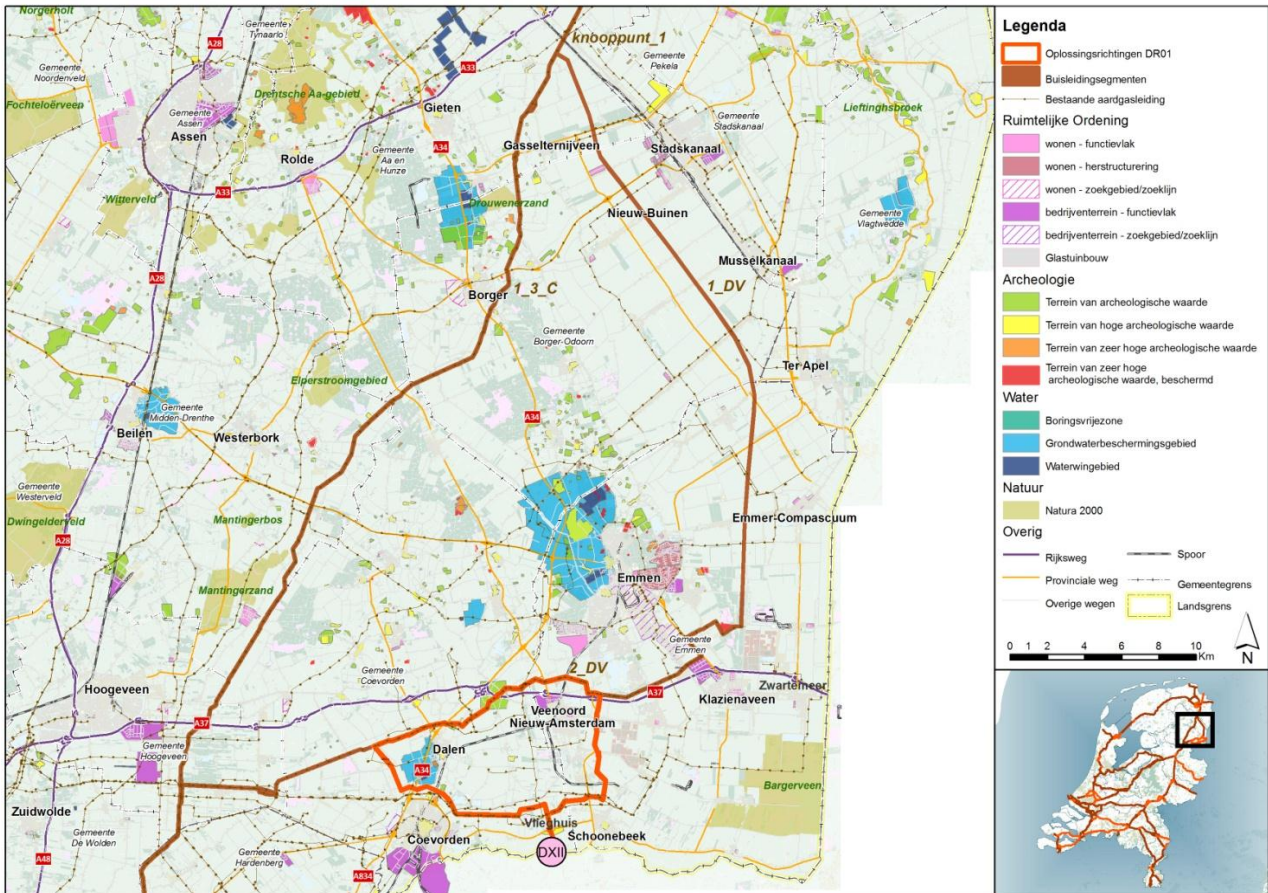 Norgerholt
Gemeente
Tynaarlo
A28
knooppunt_1
Gemeente
Pekela
Gemeente
Noordenveld
A33
Drentsche Aa-gebied
Fochteloërveen
Gemeente
Assen
Assen
Gieten
Lieftinghsbroek
Gemeente
Stadskanaal
Rolde
Gemeente
Aa en
Hunze
A34
Gasselternijveen
Stadskanaal
A33
Witterveld
Drouwenerzand
Nieuw-Buinen
Gemeente
Vlagtwedde
A28
Musselkanaal
Borger
1_3_C
1_DV
Gemeente
Borger-Odoorn
Ter Apel
Elperstroomgebied
Gemeente
Midden-Drenthe
Beilen
Westerbork
A34
Gemeente
Westerveld
Mantingerbos
Emmer-Compascuum
Dwingelderveld
A28
Emmen
Mantingerzand
Gemeente
Emmen
Gemeente
Coevorden
2_DV
Hoogeveen
A37
Zwartemeer
Klazienaveen
A37
Veenoord
Nieuw-Amsterdam
Gemeente
Hoogeveen
Dalen
A34
Bargerveen
Zuidwolde
Vlieghuis
Schoonebeek
Gemeente
De Wolden
Coevorden
DXII
A48
Gemeente
Hardenberg
A834
Legenda
Oplossingsrichtingen DR01
Buisleidingsegmenten
Bestaande aardgasleiding
Ruimtelijke Ordening
wonen - functievlak
wonen - herstructurering
wonen - zoekgebied/zoeklijn
bedrijventerrein - functievlak
bedrijventerrein - zoekgebied/zoeklijn
Glastuinbouw
Archeologie
Terrein van archeologische waarde
Terrein van hoge archeologische waarde
Terrein van zeer hoge archeologische waarde
Terrein van zeer hoge
archeologische waarde, beschermd
Water
Boringsvrijezone
Grondwaterbeschermingsgebied
Waterwingebied
Natuur
Natura 2000
Overig
Rijksweg
Spoor
Provinciale weg
Gemeentegrens
Overige wegen
Landsgrens
0 2 4 6 8 10
Km
N